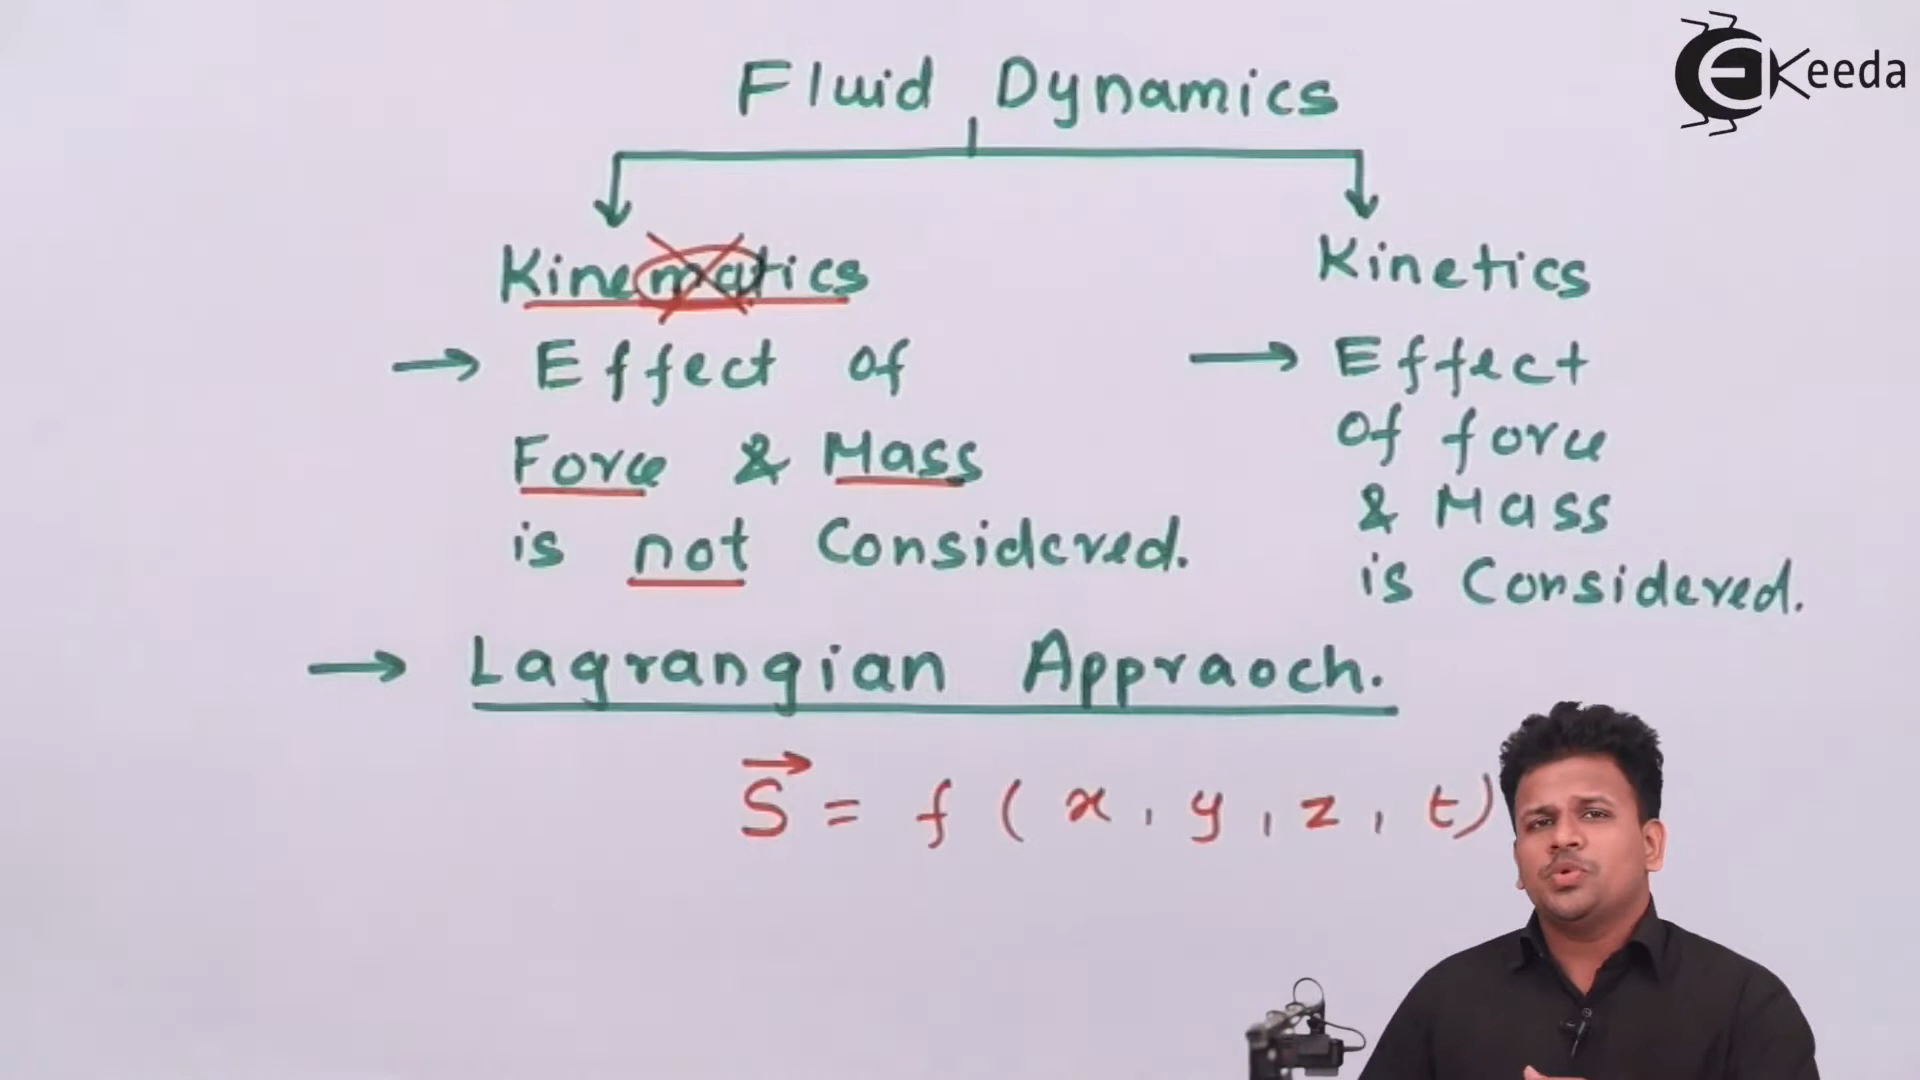 EKeeda
Fluid Dynamics
Kinematics
Kinetics
→ Effect of
Force & Mass
is not Considered.
→ Effect
of force
& Mass
is Considered.
→ Lagrangian Appraoch.
S⃗ = f ( x, y, z, t)